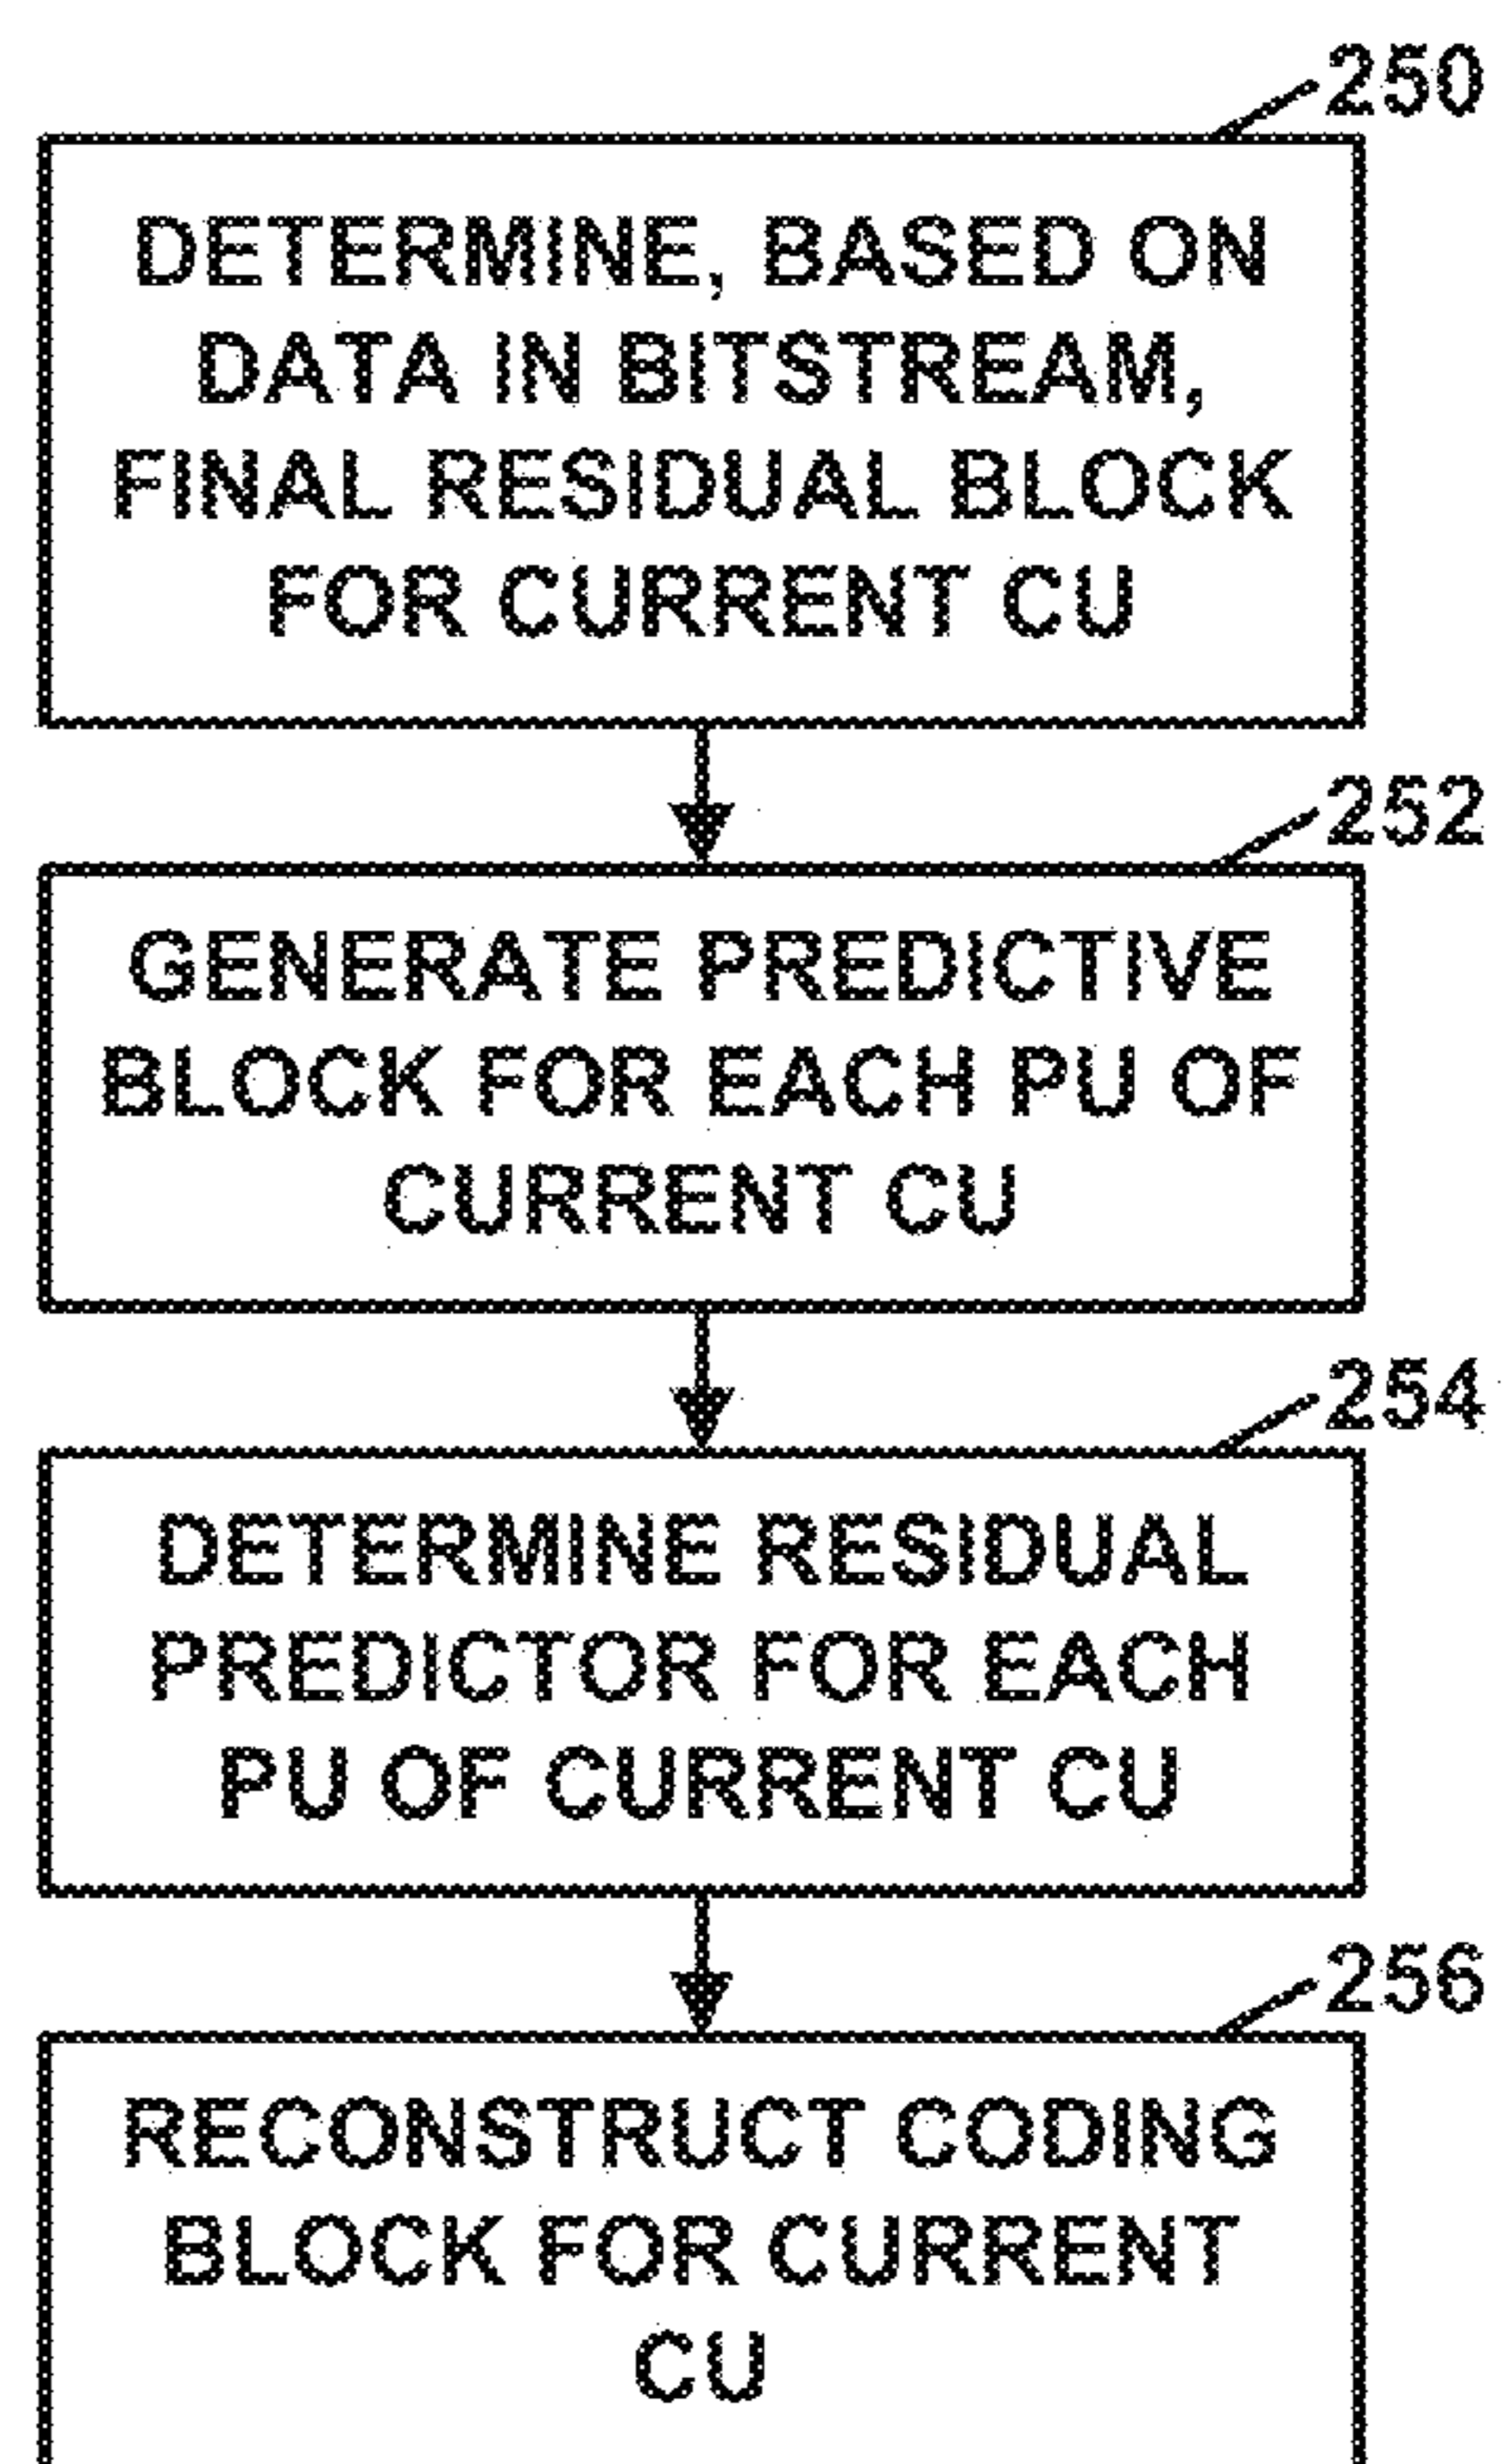 250
DETERMINE, BASED ON
DATA IN BITSTREAM,
FINAL RESIDUAL BLOCK
FOR CURRENT CU
252
GENERATE PREDICTIVE
BLOCK FOR EACH PU OF
CURRENT CU
254
DETERMINE RESIDUAL
PREDICTOR FOR EACH
PU OF CURRENT CU
256
RECONSTRUCT CODING
BLOCK FOR CURRENT
CU